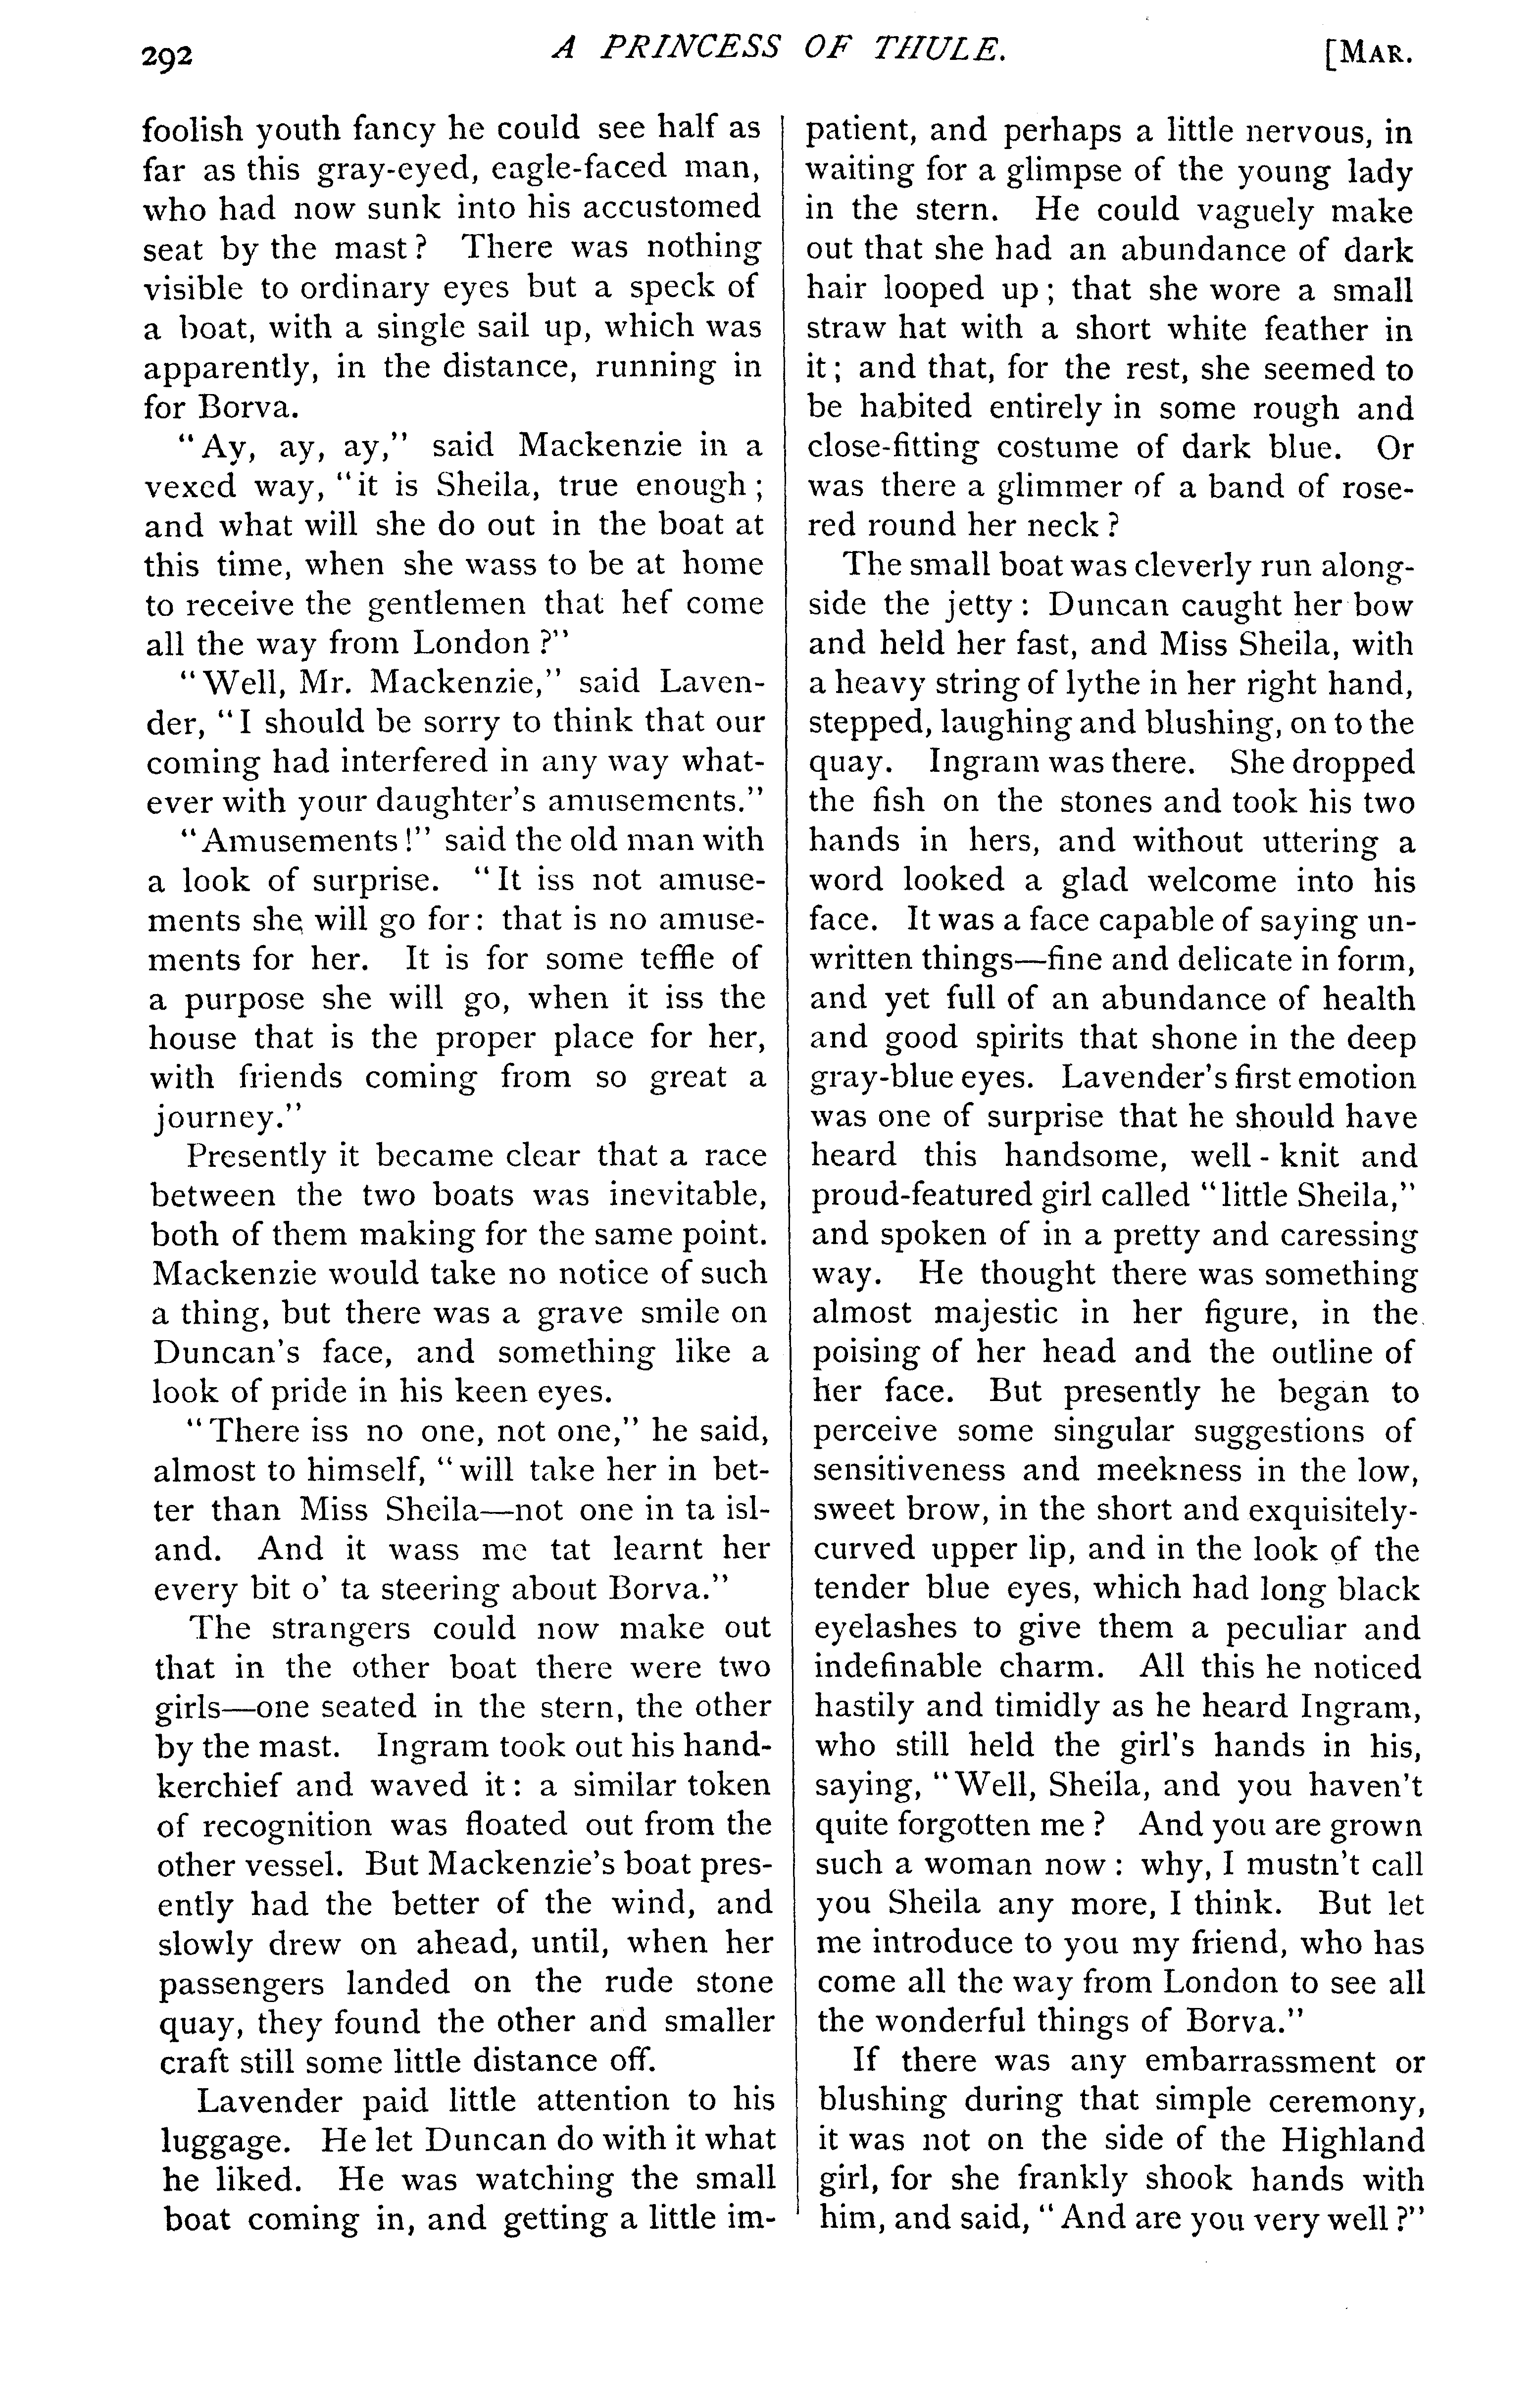 292
A PRINCESS OF THULE.
[MAR.
foolish youth fancy he could see half as
far as this gray-eyed, eagle-faced man,
who had now sunk into his accustomed
seat by the mast? There was nothing
visible to ordinary eyes but a speck of
a boat, with a single sail up, which was
apparently, in the distance, running in
for Borva.
"Ay, ay, ay," said Mackenzie in a
vexed way, "it is Sheila, true enough;
and what will she do out in the boat at
this time, when she wass to be at home
to receive the gentlemen that hef come
all the way from London?"
"Well, Mr. Mackenzie," said Laven-
der, "I should be sorry to think that our
coming had interfered in any way what-
ever with your daughter's amusements."
"Amusements!" said the old man with
a look of surprise. "It iss not amuse-
ments she will go for: that is no amuse-
ments for her. It is for some teffle of
a purpose she will go, when it iss the
house that is the proper place for her,
with friends coming from so great a
journey."
Presently it became clear that a race
between the two boats was inevitable,
both of them making for the same point.
Mackenzie would take no notice of such
a thing, but there was a grave smile on
Duncan's face, and something like a
look of pride in his keen eyes.
"There iss no one, not one," he said,
almost to himself, "will take her in bet-
ter than Miss Sheila—not one in ta isl-
and. And it wass me tat learnt her
every bit o' ta steering about Borva."
The strangers could now make out
that in the other boat there were two
girls—one seated in the stern, the other
by the mast. Ingram took out his hand-
kerchief and waved it: a similar token
of recognition was floated out from the
other vessel. But Mackenzie's boat pres-
ently had the better of the wind, and
slowly drew on ahead, until, when her
passengers landed on the rude stone
quay, they found the other and smaller
craft still some little distance off.
Lavender paid little attention to his
luggage. He let Duncan do with it what
he liked. He was watching the small
boat coming in, and getting a little im-
patient, and perhaps a little nervous, in
waiting for a glimpse of the young lady
in the stern. He could vaguely make
out that she had an abundance of dark
hair looped up; that she wore a small
straw hat with a short white feather in
it; and that, for the rest, she seemed to
be habited entirely in some rough and
close-fitting costume of dark blue. Or
was there a glimmer of a band of rose-
red round her neck?
The small boat was cleverly run along-
side the jetty: Duncan caught her bow
and held her fast, and Miss Sheila, with
a heavy string of lythe in her right hand,
stepped, laughing and blushing, on to the
quay. Ingram was there. She dropped
the fish on the stones and took his two
hands in hers, and without uttering a
word looked a glad welcome into his
face. It was a face capable of saying un-
written things—fine and delicate in form,
and yet full of an abundance of health
and good spirits that shone in the deep
gray-blue eyes. Lavender's first emotion
was one of surprise that he should have
heard this handsome, well-knit and
proud-featured girl called "little Sheila,"
and spoken of in a pretty and caressing
way. He thought there was something
almost majestic in her figure, in the
poising of her head and the outline of
her face. But presently he began to
perceive some singular suggestions of
sensitiveness and meekness in the low,
sweet brow, in the short and exquisitely-
curved upper lip, and in the look of the
tender blue eyes, which had long black
eyelashes to give them a peculiar and
indefinable charm. All this he noticed
hastily and timidly as he heard Ingram,
who still held the girl's hands in his,
saying, "Well, Sheila, and you haven't
quite forgotten me? And you are grown
such a woman now: why, I mustn't call
you Sheila any more, I think. But let
me introduce to you my friend, who has
come all the way from London to see all
the wonderful things of Borva."
If there was any embarrassment or
blushing during that simple ceremony,
it was not on the side of the Highland
girl, for she frankly shook hands with
him, and said, "And are you very well?"